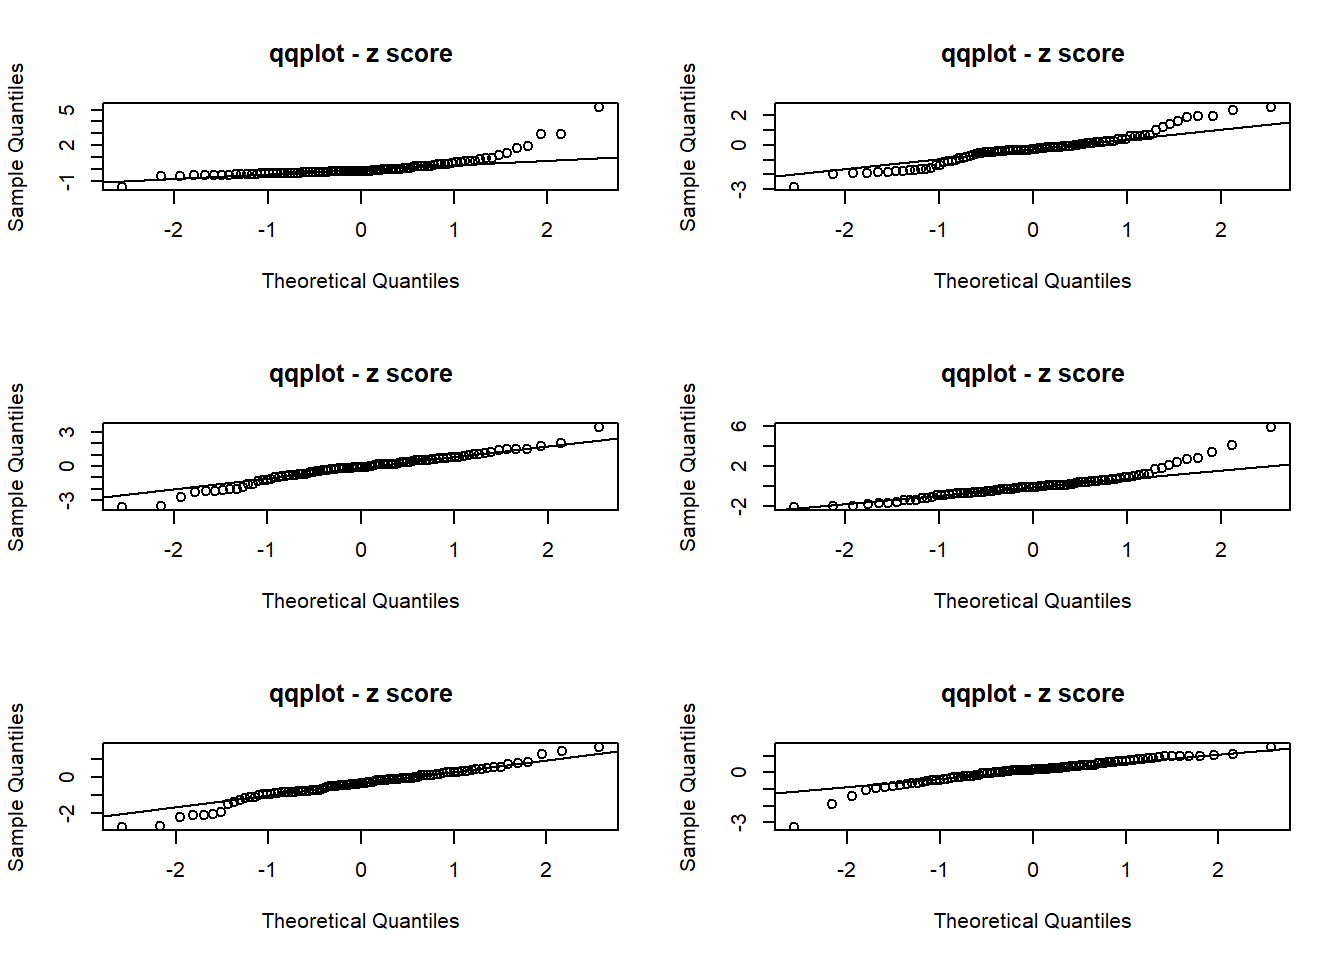 qqplot - z score
Sample Quantiles
5
2
-1
-2 -1 0 1 2
Theoretical Quantiles
qqplot - z score
Sample Quantiles
2
0
-3
-2 -1 0 1 2
Theoretical Quantiles
qqplot - z score
Sample Quantiles
3
0
-3
-2 -1 0 1 2
Theoretical Quantiles
qqplot - z score
Sample Quantiles
6
2
-2
-2 -1 0 1 2
Theoretical Quantiles
qqplot - z score
Sample Quantiles
0
-2
-2 -1 0 1 2
Theoretical Quantiles
qqplot - z score
Sample Quantiles
0
-3
-2 -1 0 1 2
Theoretical Quantiles